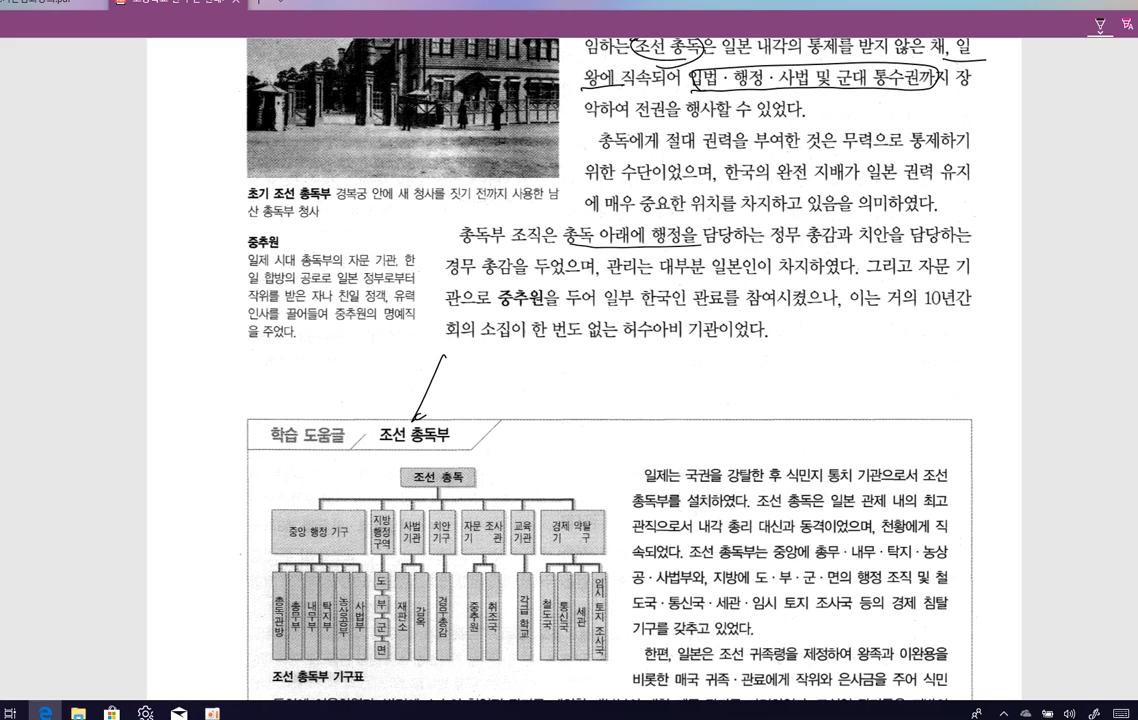 임하는 조선 총독은 일본 내각의 통제를 받지 않은 채, 일
왕에 직속되어 입법·행정·사법 및 군대 통수권까지 장
악하여 전권을 행사할 수 있었다.
총독에게 절대 권력을 부여한 것은 무력으로 통제하기
위한 수단이었으며, 한국의 완전 지배가 일본 권력 유지
에 매우 중요한 위치를 차지하고 있음을 의미하였다.
초기 조선 총독부 경복궁 안에 새 청사를 짓기 전까지 사용한 남
산 총독부 청사
중추원
일제 시대 총독부의 자문 기관. 한
일 합방의 공로로 일본 정부로부터
작위를 받은 자나 친일 정객, 유력
인사를 끌어들여 중추원의 명예직
을 주었다.
총독부 조직은 총독 아래에 행정을 담당하는 정무 총감과 치안을 담당하는
경무 총감을 두었으며, 관리는 대부분 일본인이 차지하였다. 그리고 자문 기
관으로 중추원을 두어 일부 한국인 관료를 참여시켰으나, 이는 거의 10년간
회의 소집이 한 번도 없는 허수아비 기관이었다.
학습 도움글
조선 총독부
조선 총독
중앙 행정 기구
지방
행정
구역
사법
기관
치안
기구
자문 조사
기 관
교육
기관
경제 약탈
기 구
총독관방
총무부
내무부
탁지부
농상공부
사법부
도
부
군
면
재판소
감옥
경무총감
중추원
취조국
각급 학교
철도국
통신국
세관
임시 토지 조사국
조선 총독부 기구표
일제는 국권을 강탈한 후 식민지 통치 기관으로서 조선
총독부를 설치하였다. 조선 총독은 일본 관제 내의 최고
관직으로서 내각 총리 대신과 동격이었으며, 천황에게 직
속되었다. 조선 총독부는 중앙에 총무·내무·탁지·농상
공·사법부와, 지방에 도·부·군·면의 행정 조직 및 철
도국·통신국·세관·임시 토지 조사국 등의 경제 침탈
기구를 갖추고 있었다.
한편, 일본은 조선 귀족령을 제정하여 왕족과 이완용을
비롯한 매국 귀족·관료에게 작위와 은사금을 주어 식민